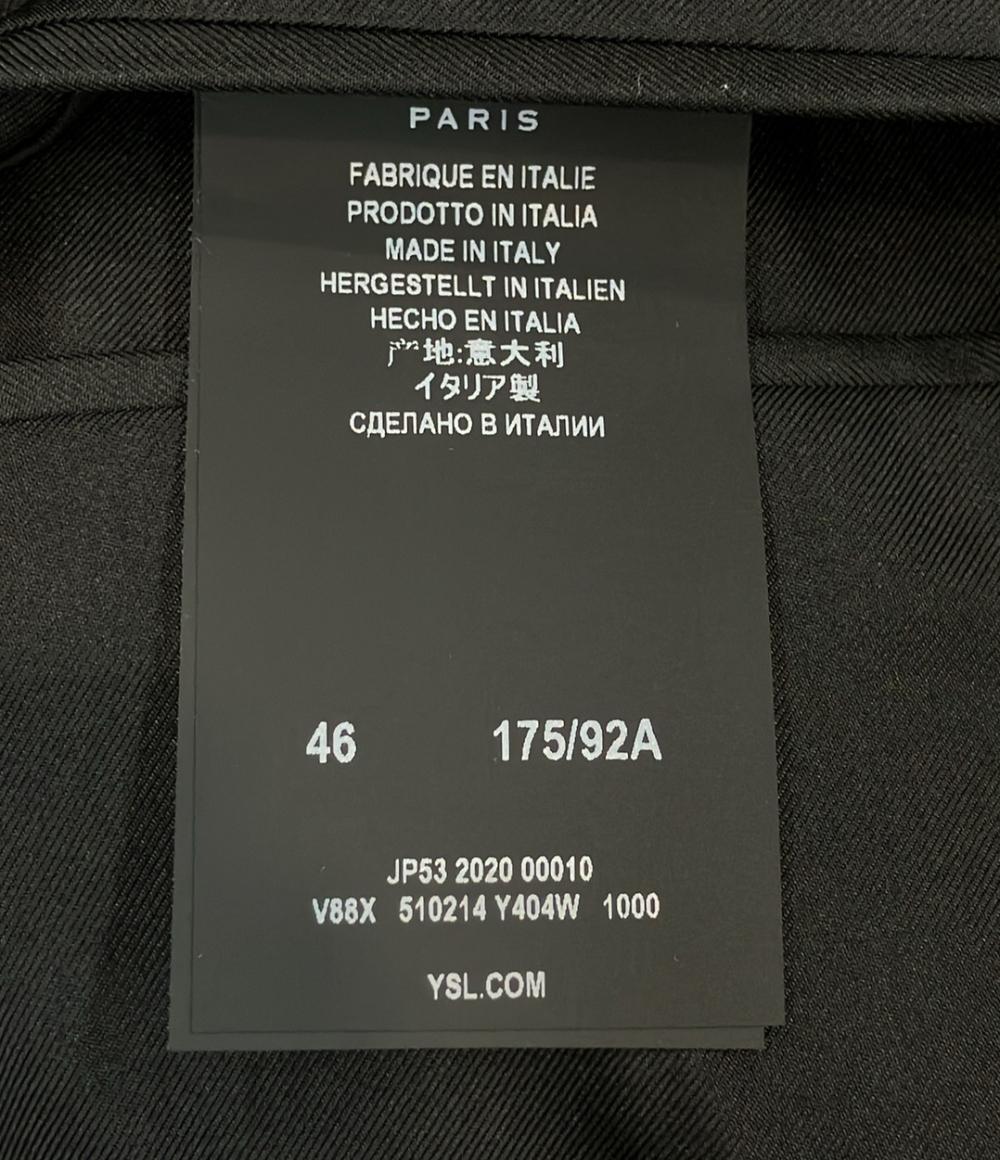 PARIS
FABRIQUE EN ITALIE
PRODOTTO IN ITALIA
MADE IN ITALY
HERGESTELLT IN ITALIEN
HECHO EN ITALIA
产地:意大利
イタリア製
СДЕЛАНО В ИТАЛИИ
46 175/92A
JP53 2020 00010
V88X 510214 Y404W 1000
YSL.COM